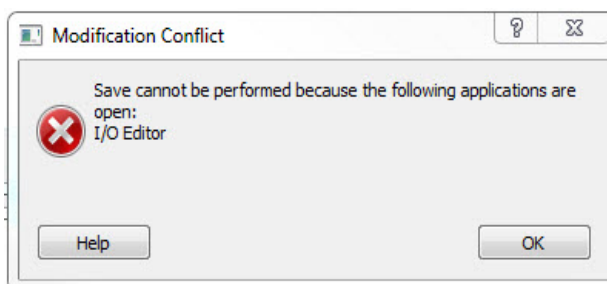 Modification Conflict
Save cannot be performed because the following applications are
open:
I/O Editor
Help
OK